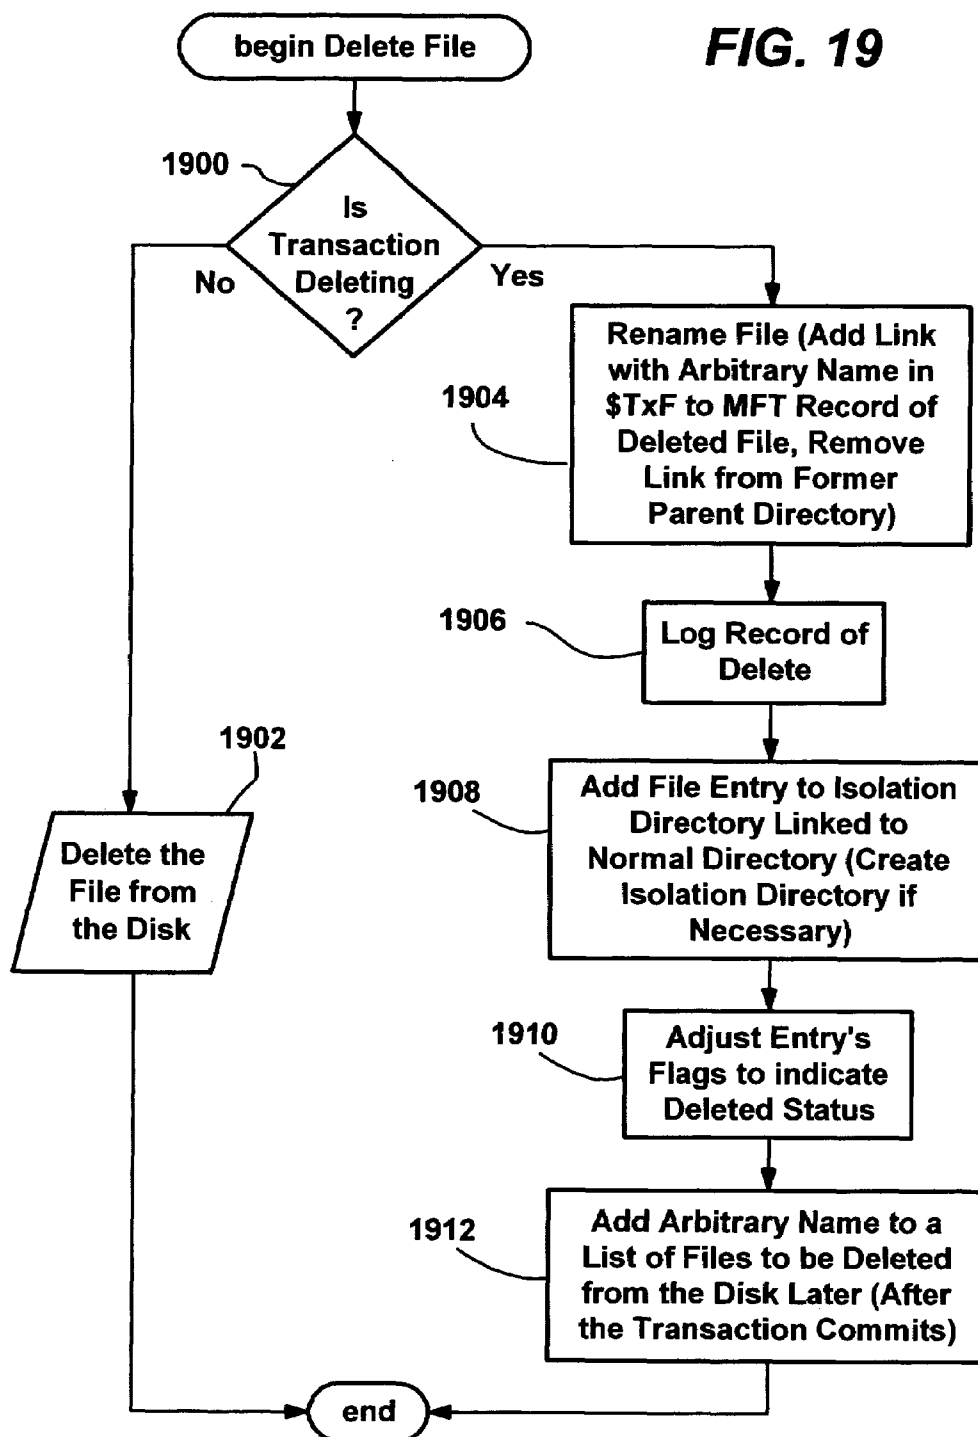 begin Delete File
FIG. 19
1900
Is
Transaction
Deleting
?
No
Yes
Rename File (Add Link
with Arbitrary Name in
$TxF to MFT Record of
Deleted File, Remove
Link from Former
Parent Directory)
1904
1906
Log Record of
Delete
1902
Delete the
File from
the Disk
1908
Add File Entry to Isolation
Directory Linked to
Normal Directory (Create
Isolation Directory if
Necessary)
1910
Adjust Entry's
Flags to indicate
Deleted Status
1912
Add Arbitrary Name to a
List of Files to be Deleted
from the Disk Later (After
the Transaction Commits)
end